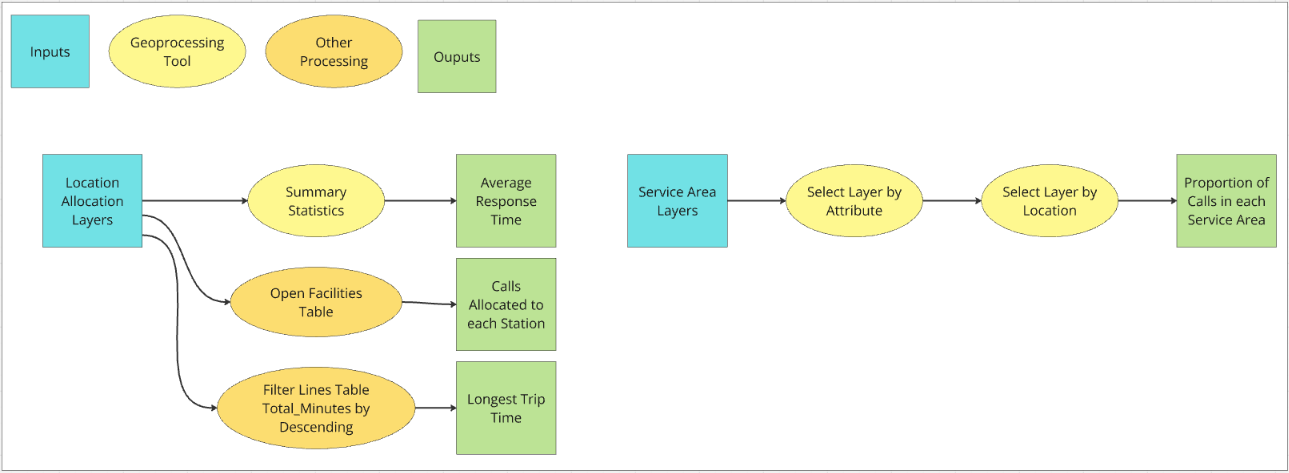 Inputs
Geoprocessing
Tool
Other
Processing
Ouputs
Location
Allocation
Layers
Summary
Statistics
Average
Response
Time
Open Facilities
Table
Calls
Allocated to
each Station
Filter Lines Table
Total_Minutes by
Descending
Longest Trip
Time
Service Area
Layers
Select Layer by
Attribute
Select Layer by
Location
Proportion of
Calls in each
Service Area